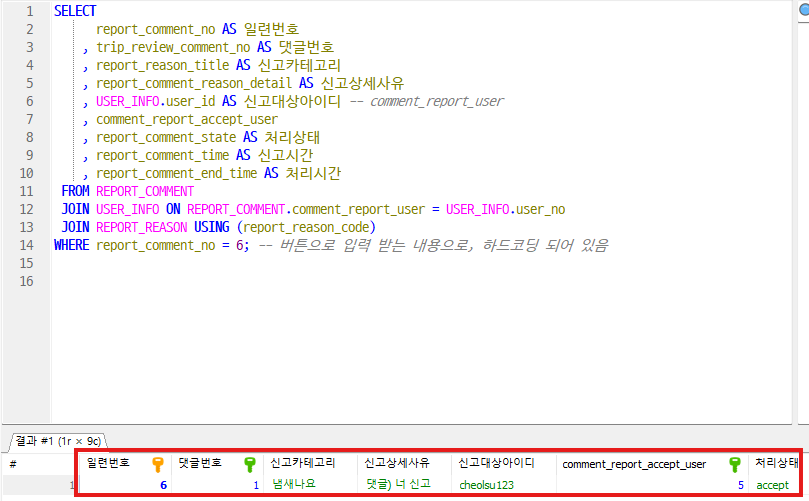 1 SELECT
2 report_comment_no AS 일련번호
3 , trip_review_comment_no AS 댓글번호
4 , report_reason_title AS 신고카테고리
5 , report_comment_reason_detail AS 신고상세사유
6 , USER_INFO.user_id AS 신고대상아이디 -- comment_report_user
7 , comment_report_accept_user
8 , report_comment_state AS 처리상태
9 , report_comment_time AS 신고시간
10 , report_comment_end_time AS 처리시간
11 FROM REPORT_COMMENT
12 JOIN USER_INFO ON REPORT_COMMENT.comment_report_user = USER_INFO.user_no
13 JOIN REPORT_REASON USING (report_reason_code)
14 WHERE report_comment_no = 6; -- 버튼으로 입력 받는 내용으로, 하드코딩 되어 있음
15
16
결과 #1 (1r × 9c)
# 일련번호 댓글번호 신고카테고리 신고상세사유 신고대상아이디 comment_report_accept_user 처리상태
1 6 1 냄새나요 댓글) 너 신고 cheolsu123 5 accept